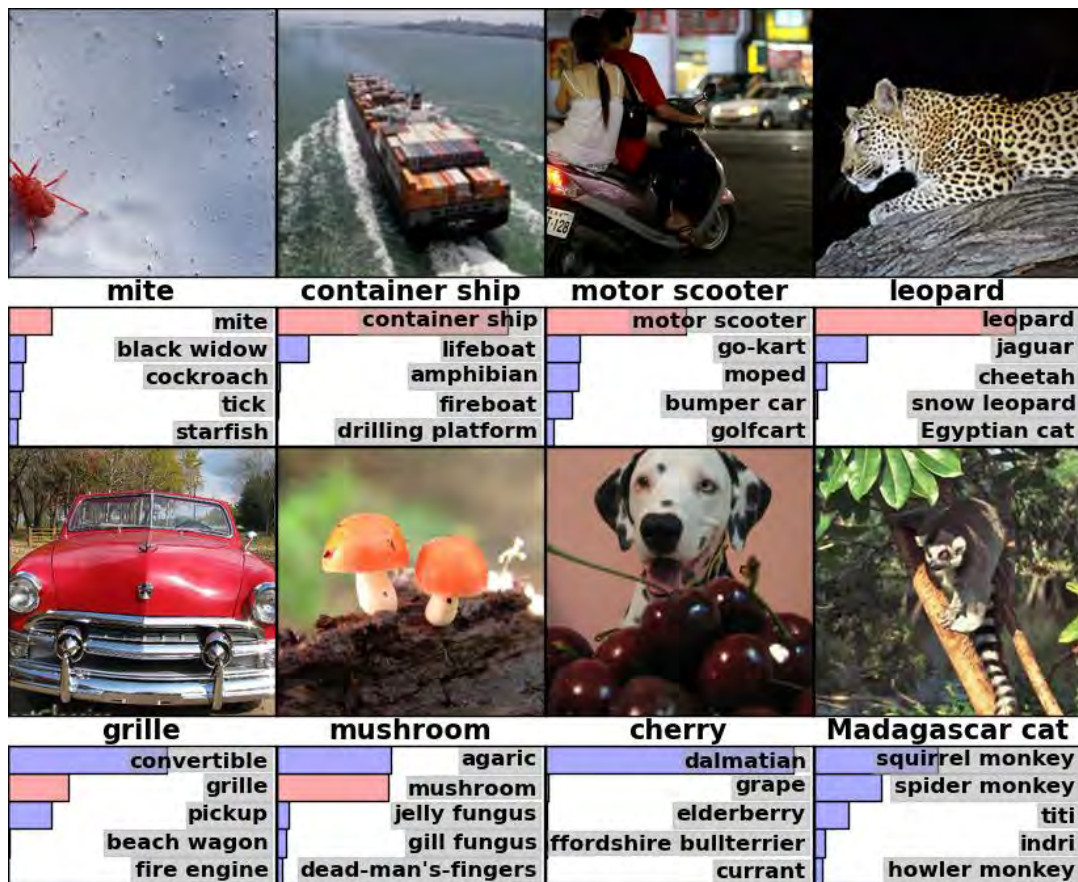 T-128
mite
container ship
motor scooter
leopard
mite
container ship
motor scooter
leopard
black widow
lifeboat
go-kart
jaguar
cockroach
amphibian
moped
cheetah
tick
fireboat
bumper car
snow leopard
starfish
drilling platform
golfcart
Egyptian cat
grille
mushroom
cherry
Madagascar cat
convertible
agaric
dalmatian
squirrel monkey
grille
mushroom
grape
spider monkey
pickup
jelly fungus
elderberry
titi
beach wagon
gill fungus
ffordshire bullterrier
indri
fire engine
dead-man's-fingers
currant
howler monkey